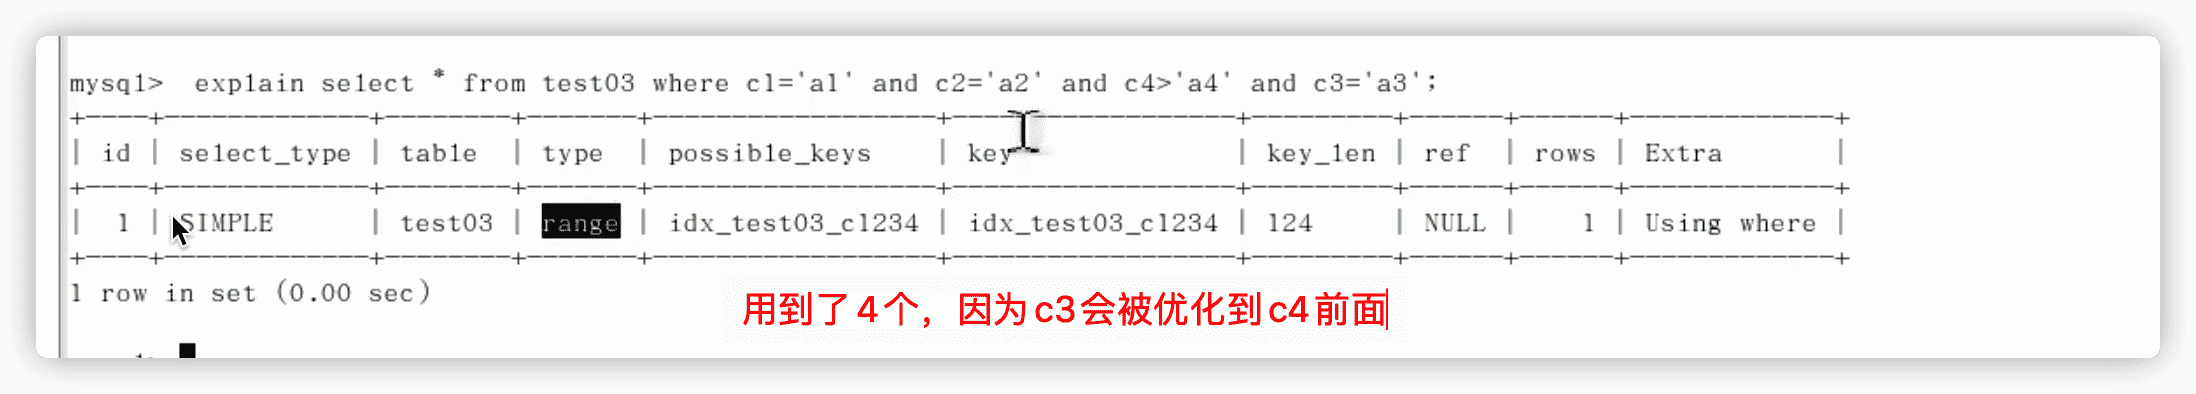 mysql>  explain select * from test03 where c1='a1' and c2='a2' and c4>'a4' and c3='a3';
+----+-------------+--------+-------+------------------+------------------+---------+------+------+-------------+
| id | select_type | table  | type  | possible_keys    | key              | key_len | ref  | rows | Extra       |
+----+-------------+--------+-------+------------------+------------------+---------+------+------+-------------+
|  1 | SIMPLE      | test03 | range | idx_test03_c1234 | idx_test03_c1234 | 124     | NULL |    1 | Using where |
+----+-------------+--------+-------+------------------+------------------+---------+------+------+-------------+
1 row in set (0.00 sec)
用到了4个，因为c3会被优化到c4前面